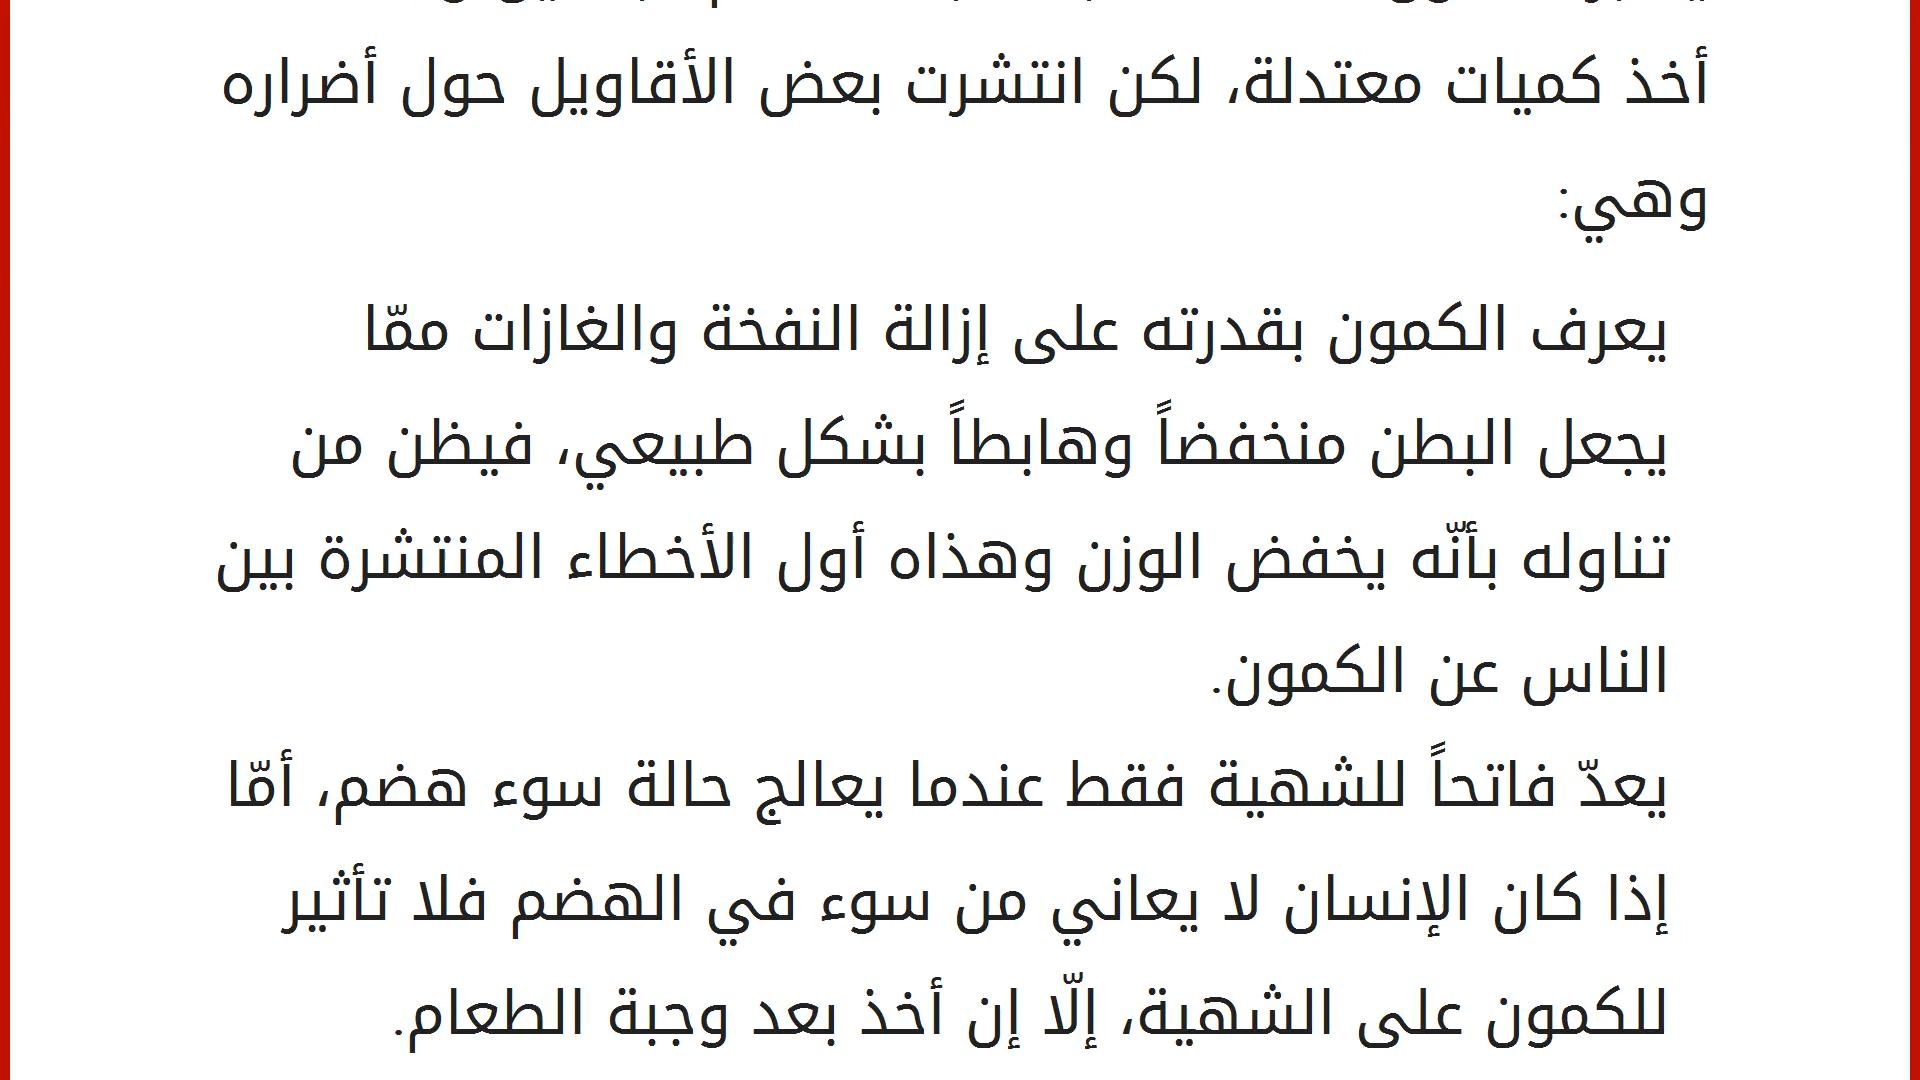 أخذ كميات معتدلة، لكن انتشرت بعض الأقاويل حول أضراره
وهي:
يعرف الكمون بقدرته على إزالة النفخة والغازات ممّا
يجعل البطن منخفضاً وهابطاً بشكل طبيعي، فيظن من
تناوله بأنّه يخفض الوزن وهذاه أول الأخطاء المنتشرة بين
الناس عن الكمون.
يعدّ فاتحاً للشهية فقط عندما يعالج حالة سوء هضم، أمّا
إذا كان الإنسان لا يعاني من سوء في الهضم فلا تأثير
للكمون على الشهية، إلّا إن أخذ بعد وجبة الطعام.